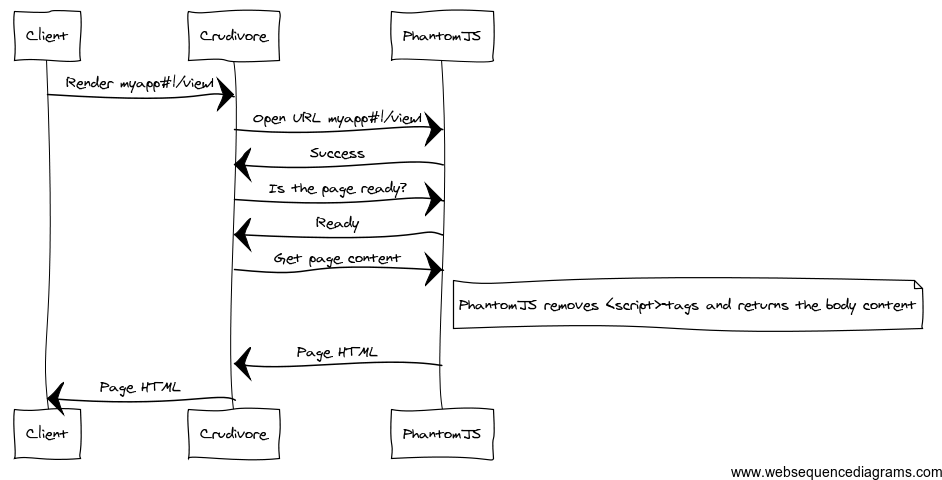 Client Crudivore PhantomJS
Render myapp#!/view1
Open URL myapp#!/view1
Success
Is the page ready?
Ready
Get page content
PhantomJS removes <script>-tags and returns the body content
Page HTML
Page HTML
Client Crudivore PhantomJS
www.websequencediagrams.com